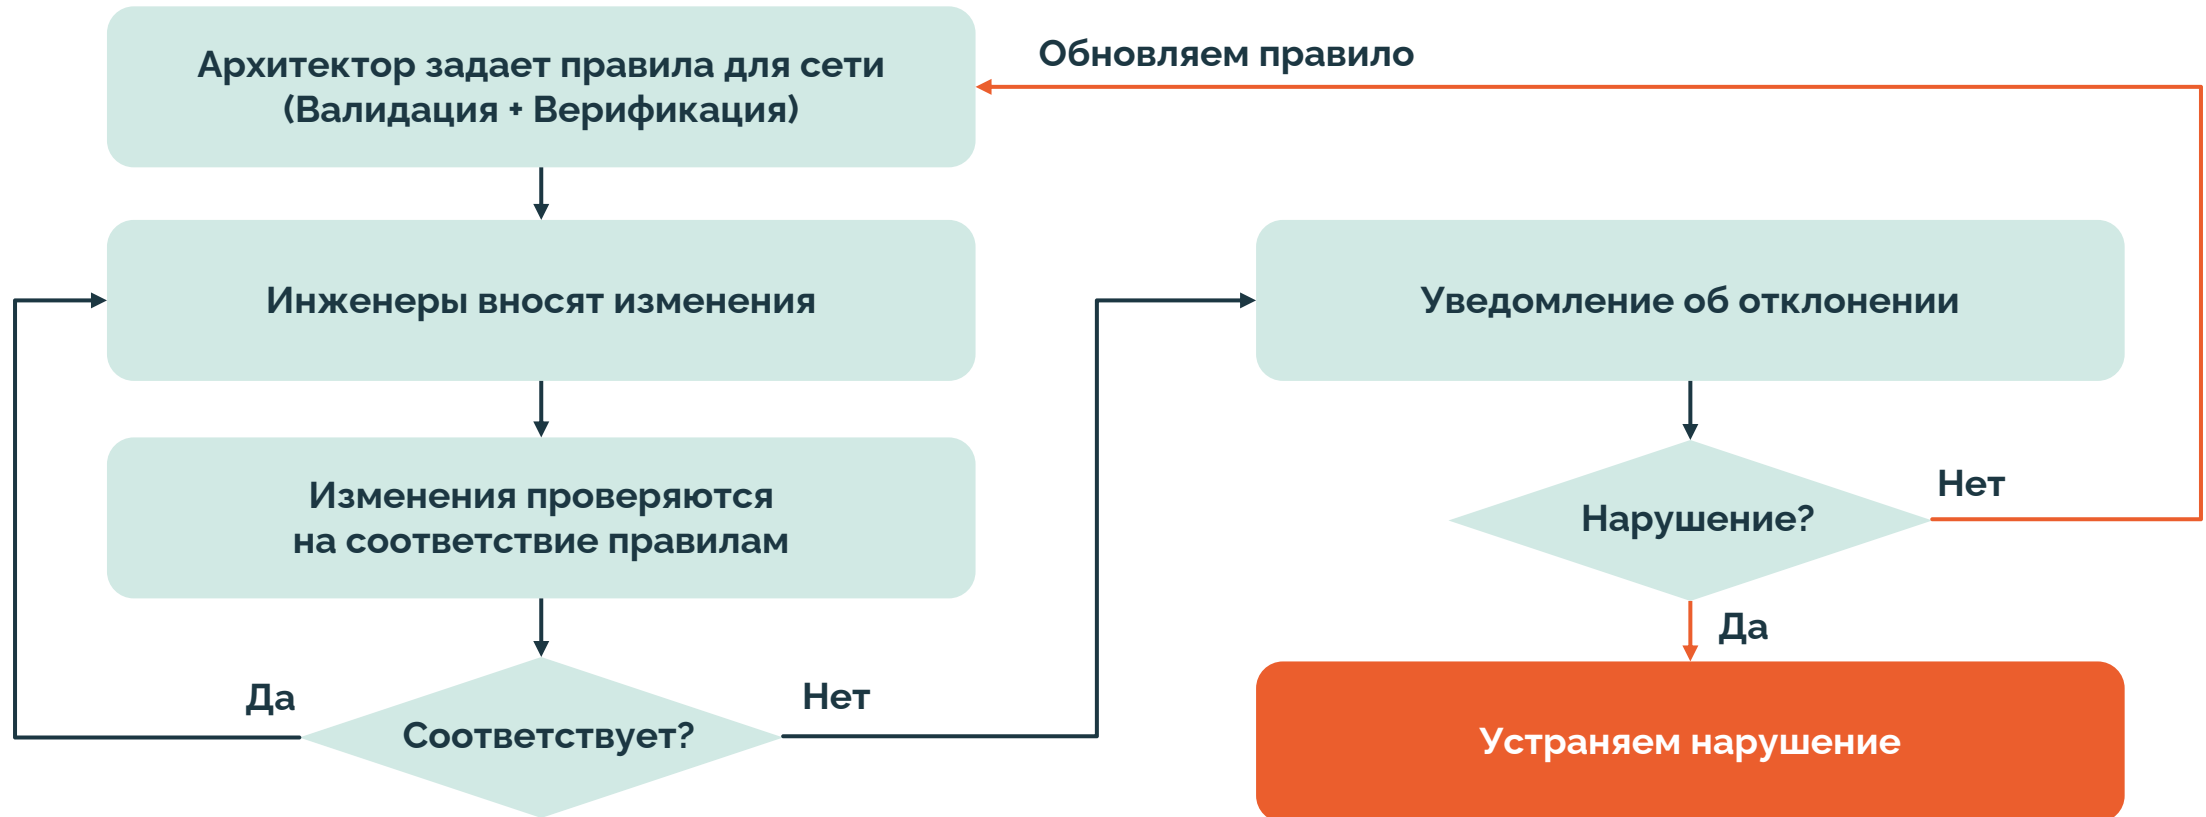 Архитектор задает правила для сети
(Валидация + Верификация)
Обновляем правило
Инженеры вносят изменения
Уведомление об отклонении
Изменения проверяются
на соответствие правилам
Нарушение?
Нет
Да
Соответствует?
Да
Нет
Устраняем нарушение